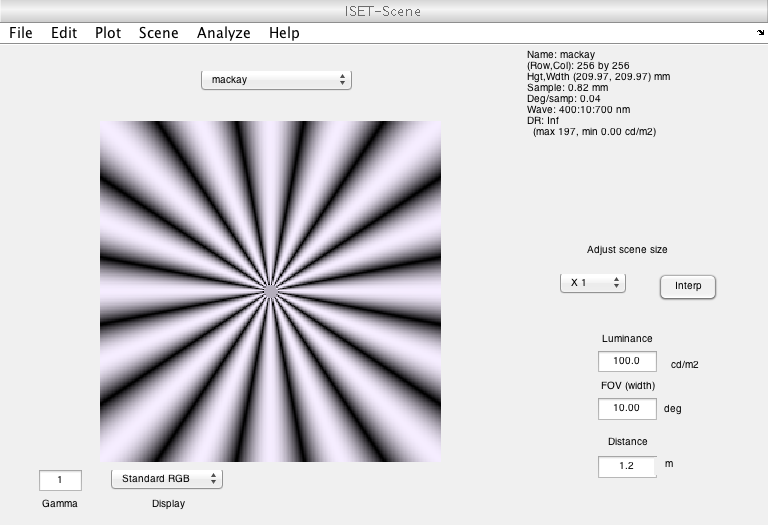 ISET-Scene
File Edit Plot Scene Analyze Help
mackay
Name: mackay
(Row,Col): 256 by 256
Hgt,Wdth (209.97, 209.97) mm
Sample: 0.82 mm
Deg/samp: 0.04
Wave: 400:10:700 nm
DR: Inf
(max 197, min 0.00 cd/m2)
Adjust scene size
X 1
Interp
Luminance
100.0 cd/m2
FOV (width)
10.00 deg
Distance
1.2 m
1
Standard RGB
Gamma
Display